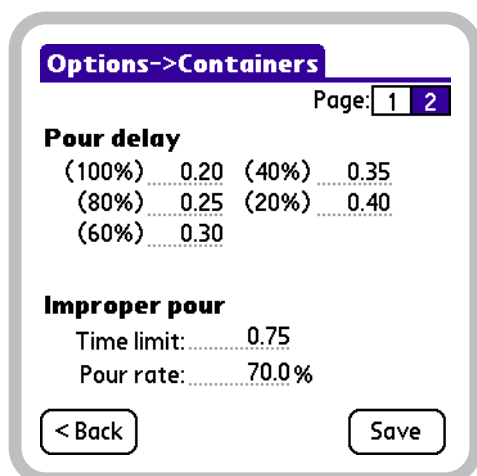 Options->Containers
Page: 1 2
Pour delay
(100%) 0.20 (40%) 0.35
(80%) 0.25 (20%) 0.40
(60%) 0.30
Improper pour
Time limit: 0.75
Pour rate: 70.0%
< Back Save